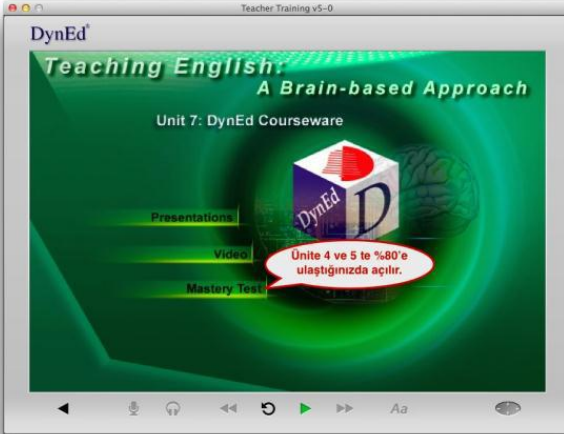 Teacher Training v5-0
DynEd®
Teaching English:
A Brain-based Approach
Unit 7: DynEd Courseware
DynEd
D
Presentations
Video
Ünite 4 ve 5 te %80'e
ulaştığınızda açılır.
Mastery Test
Aa